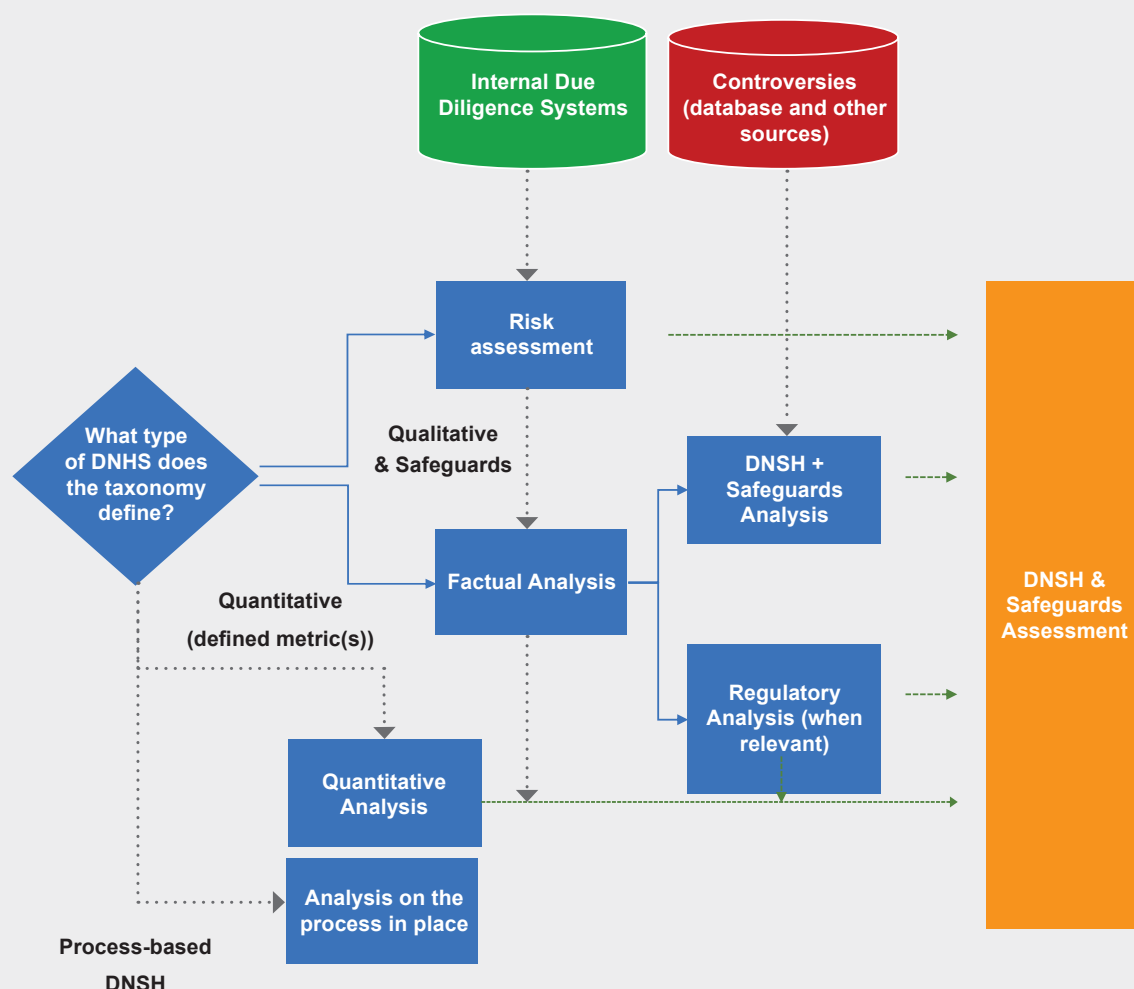 Internal Due
Diligence Systems
Controversies
(database and other
sources)
Risk
assessment
What type
of DNHS does
the taxonomy
define?
Qualitative
& Safeguards
DNSH +
Safeguards
Analysis
Factual Analysis
DNSH &
Safeguards
Assessment
Quantitative
(defined metric(s))
Regulatory
Analysis (when
relevant)
Quantitative
Analysis
Analysis on the
process in place
Process-based
DNSH